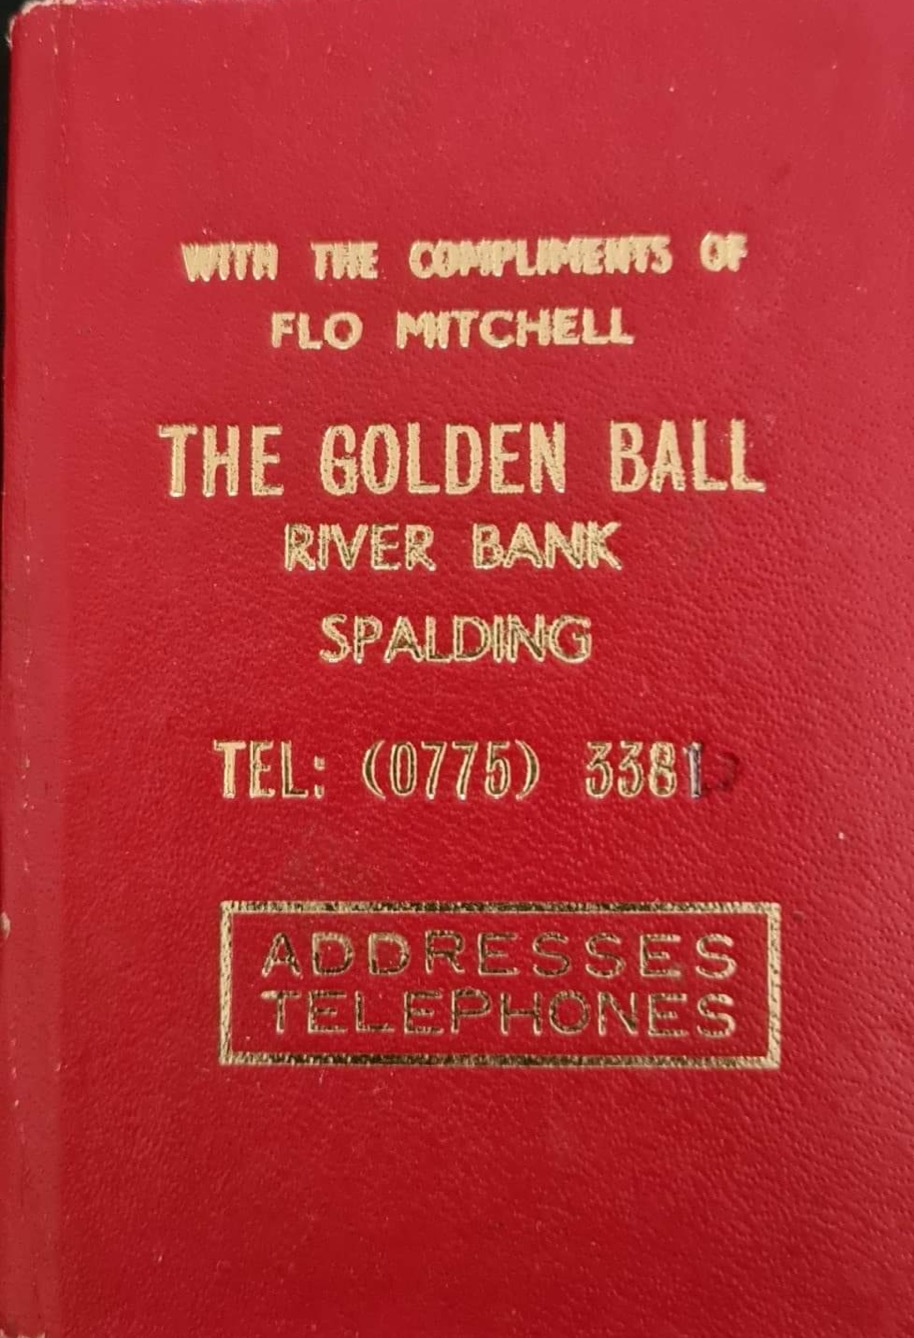 WITH THE COMPLIMENTS OF
FLO MITCHELL
THE GOLDEN BALL
RIVER BANK
SPALDING
TEL: (0775) 3381
ADDRESSES
TELEPHONES